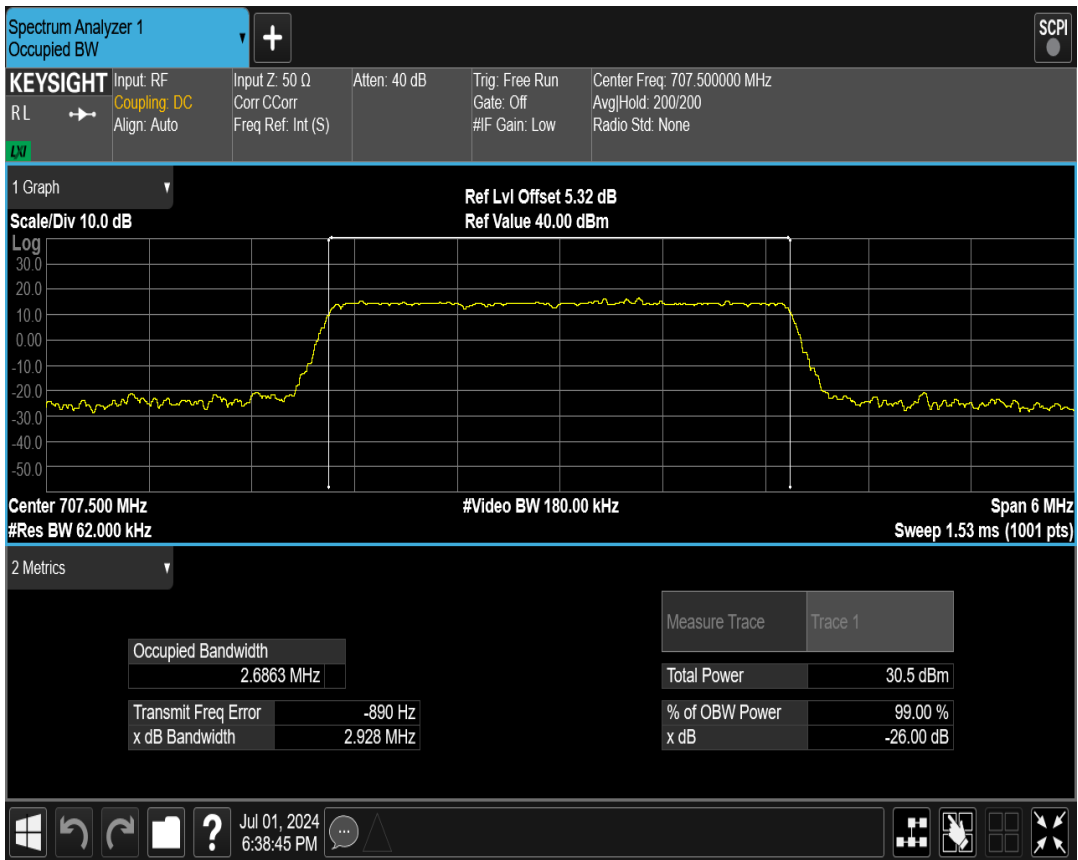 Spectrum Analyzer 1
Occupied BW
+
SCPI
KEYSIGHT
RL
LXI
Input: RF
Coupling: DC
Align: Auto
Input Z: 50 Ω
Corr CCorr
Freq Ref: Int (S)
Atten: 40 dB
Trig: Free Run
Gate: Off
#IF Gain: Low
Center Freq: 707.500000 MHz
Avg|Hold: 200/200
Radio Std: None
1 Graph
Scale/Div 10.0 dB
Ref Lvl Offset 5.32 dB
Ref Value 40.00 dBm
Log
30.0
20.0
10.0
0.00
-10.0
-20.0
-30.0
-40.0
-50.0
Center 707.500 MHz
#Res BW 62.000 kHz
#Video BW 180.00 kHz
Span 6 MHz
Sweep 1.53 ms (1001 pts)
2 Metrics
Measure Trace Trace 1
Occupied Bandwidth
2.6863 MHz
Total Power 30.5 dBm
Transmit Freq Error -890 Hz
x dB Bandwidth 2.928 MHz
% of OBW Power 99.00 %
x dB -26.00 dB
?
Jul 01, 2024
6:38:45 PM